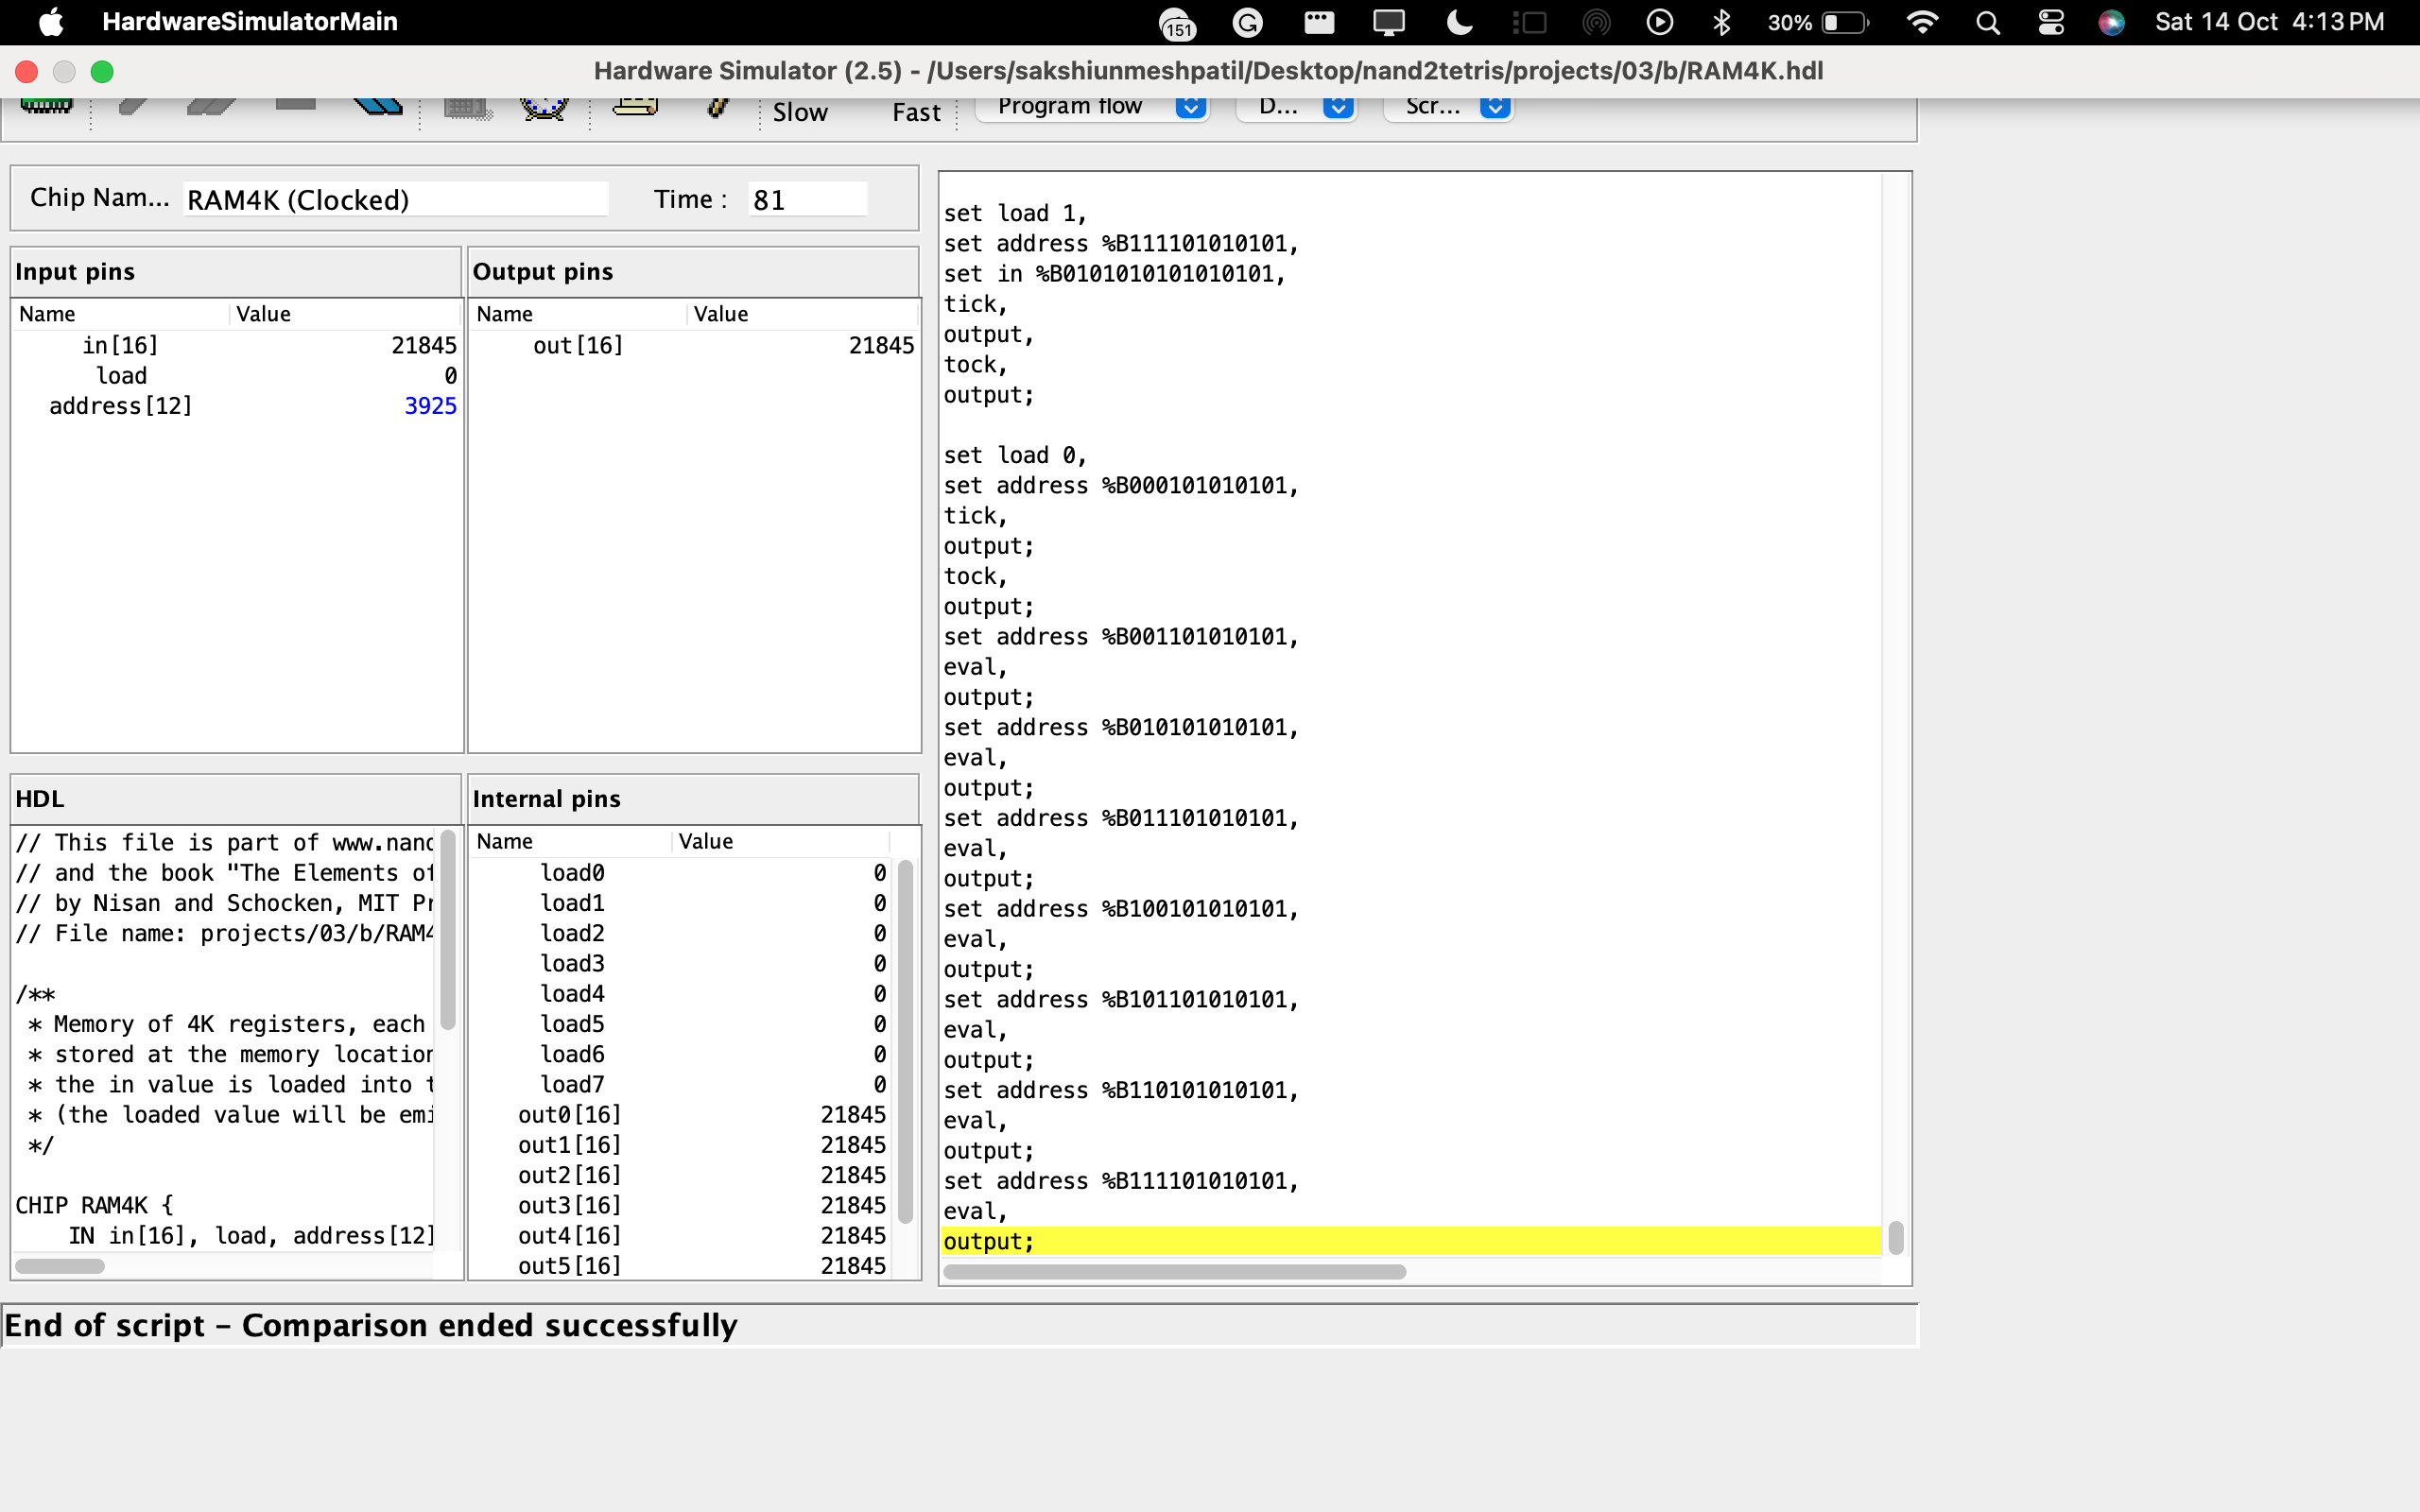 HardwareSimulatorMain
151
30%
Sat 14 Oct 4:13 PM
Hardware Simulator (2.5) - /Users/sakshiunmeshpatil/Desktop/nand2tetris/projects/03/b/RAM4K.hdl
Slow
Fast
Program flow
D...
Scr...
Chip Nam...
RAM4K (Clocked)
Time :
81
Input pins
Name Value
in[16] 21845
load 0
address[12] 3925
Output pins
Name Value
out[16] 21845
HDL
// This file is part of www.nand
// and the book "The Elements of
// by Nisan and Schocken, MIT Pr
// File name: projects/03/b/RAM4
/**
* Memory of 4K registers, each
* stored at the memory location
* the in value is loaded into t
* (the loaded value will be emi
*/
CHIP RAM4K {
IN in[16], load, address[12]
Internal pins
Name Value
load0 0
load1 0
load2 0
load3 0
load4 0
load5 0
load6 0
load7 0
out0[16] 21845
out1[16] 21845
out2[16] 21845
out3[16] 21845
out4[16] 21845
out5[16] 21845
set load 1,
set address %B111101010101,
set in %B0101010101010101,
tick,
output,
tock,
output;
set load 0,
set address %B000101010101,
tick,
output;
tock,
output;
set address %B001101010101,
eval,
output;
set address %B010101010101,
eval,
output;
set address %B011101010101,
eval,
output;
set address %B100101010101,
eval,
output;
set address %B101101010101,
eval,
output;
set address %B110101010101,
eval,
output;
set address %B111101010101,
eval,
output;
End of script – Comparison ended successfully